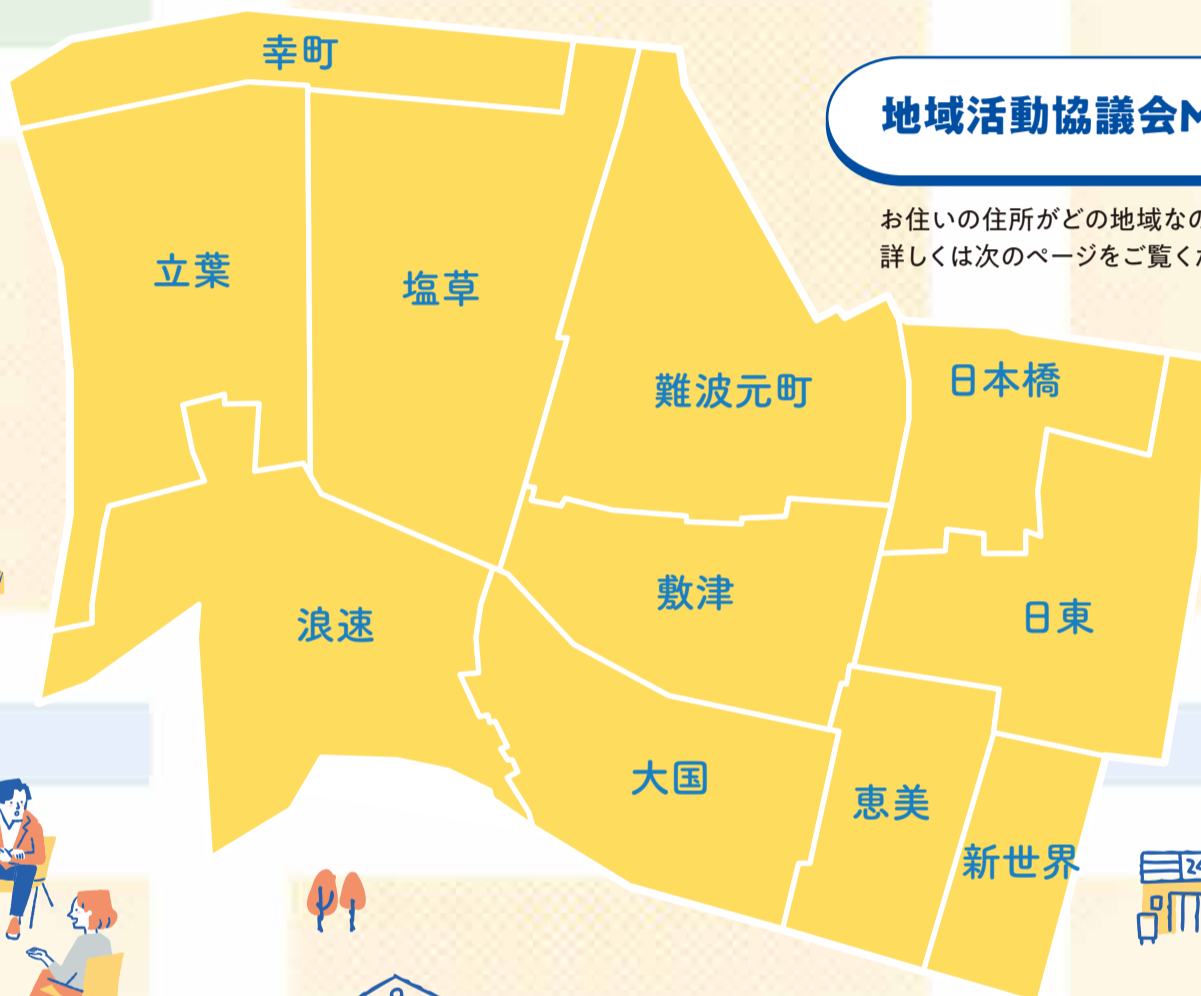 幸町
地域活動協議会M
お住いの住所がどの地域なの
詳しくは次のページをご覧くだ
立葉
塩草
難波元町
日本橋
敷津
日東
浪速
大国
恵美
新世界
24